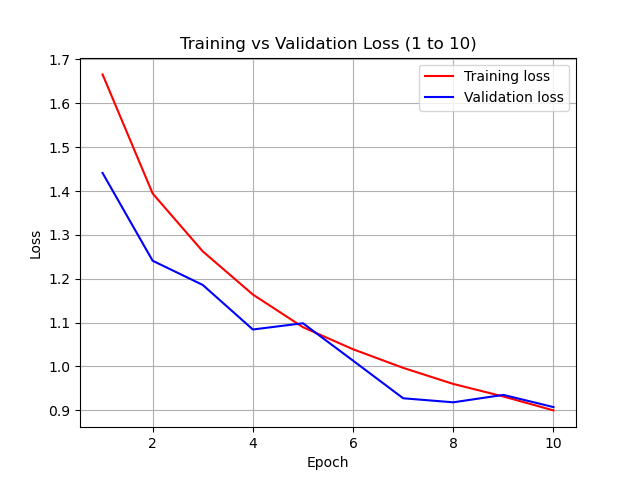 Training vs Validation Loss (1 to 10)
Training loss
Validation loss
Loss
1.7
1.6
1.5
1.4
1.3
1.2
1.1
1.0
0.9
2 4 6 8 10
Epoch